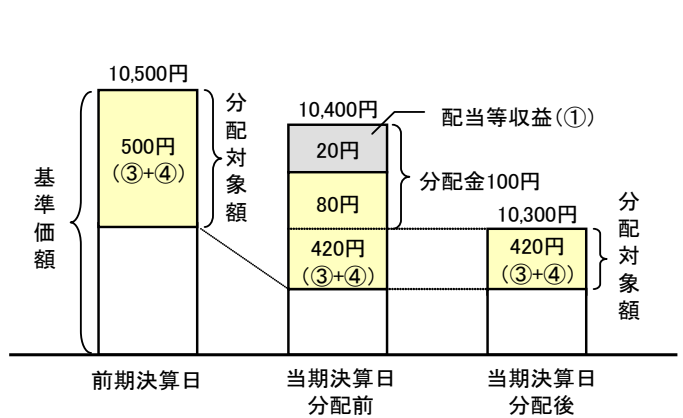 10,500円
500円
(③+④)
分配対象額
基準価額
前期決算日
10,400円
配当等収益(①)
20円
分配金100円
80円
420円
(③+④)
当期決算日
分配前
10,300円
420円
(③+④)
分配対象額
当期決算日
分配後